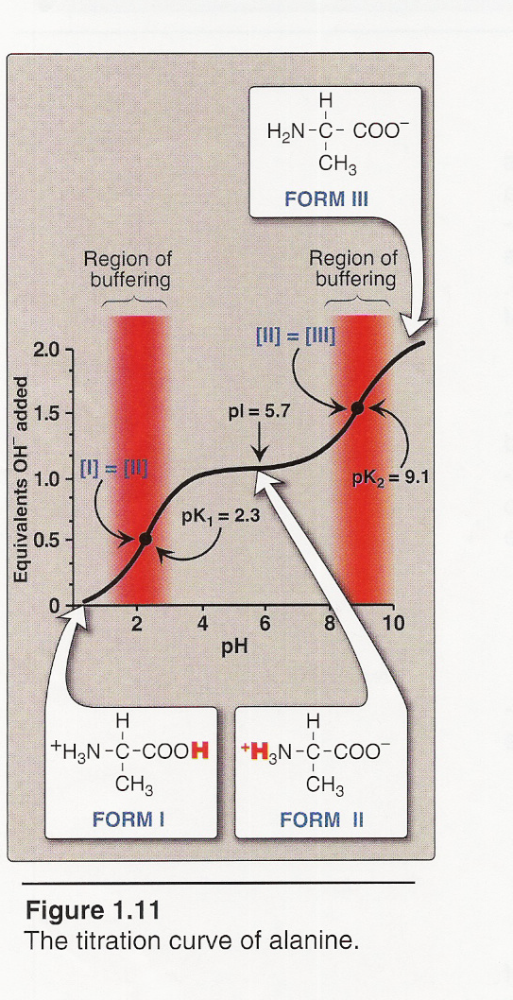 H
H₂N–C– COO⁻
CH₃
FORM III
Region of
buffering
Region of
buffering
[II] = [III]
2.0
1.5
1.0
0.5
0
Equivalents OH⁻ added
pI = 5.7
[I] = [II]
pK₂ = 9.1
pK₁ = 2.3
2
4
6
8
10
pH
H
⁺H₃N–C–COOH
CH₃
FORM I
H
⁺H₃N–C–COO⁻
CH₃
FORM II
Figure 1.11
The titration curve of alanine.